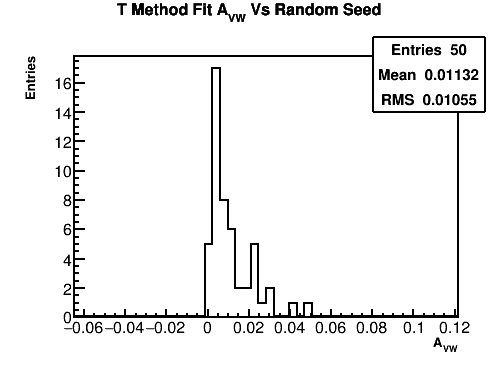 T Method Fit A_VW Vs Random Seed
Entries 50
Mean 0.01132
RMS 0.01055
Entries
16
14
12
10
8
6
4
2
0
−0.06 −0.04 −0.02 0 0.02 0.04 0.06 0.08 0.1 0.12
A_VW